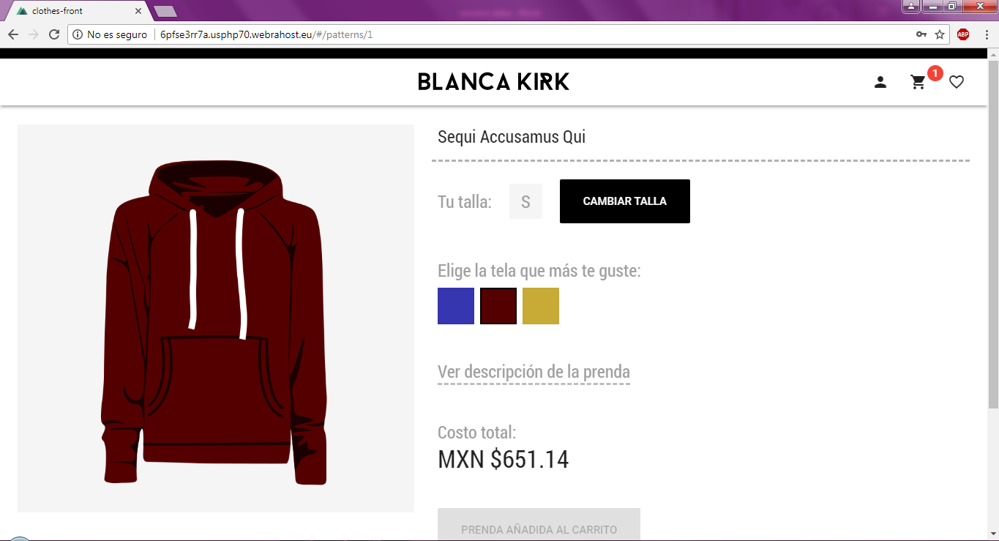 clothes-front
No es seguro
6pfse3rr7a.usphp70.webrahost.eu/#/patterns/1
ABP
BLANCA KIRK
1
Sequi Accusamus Qui
Tu talla: S CAMBIAR TALLA
Elige la tela que más te guste:
Ver descripción de la prenda
Costo total:
MXN $651.14
PRENDA AÑADIDA AL CARRITO